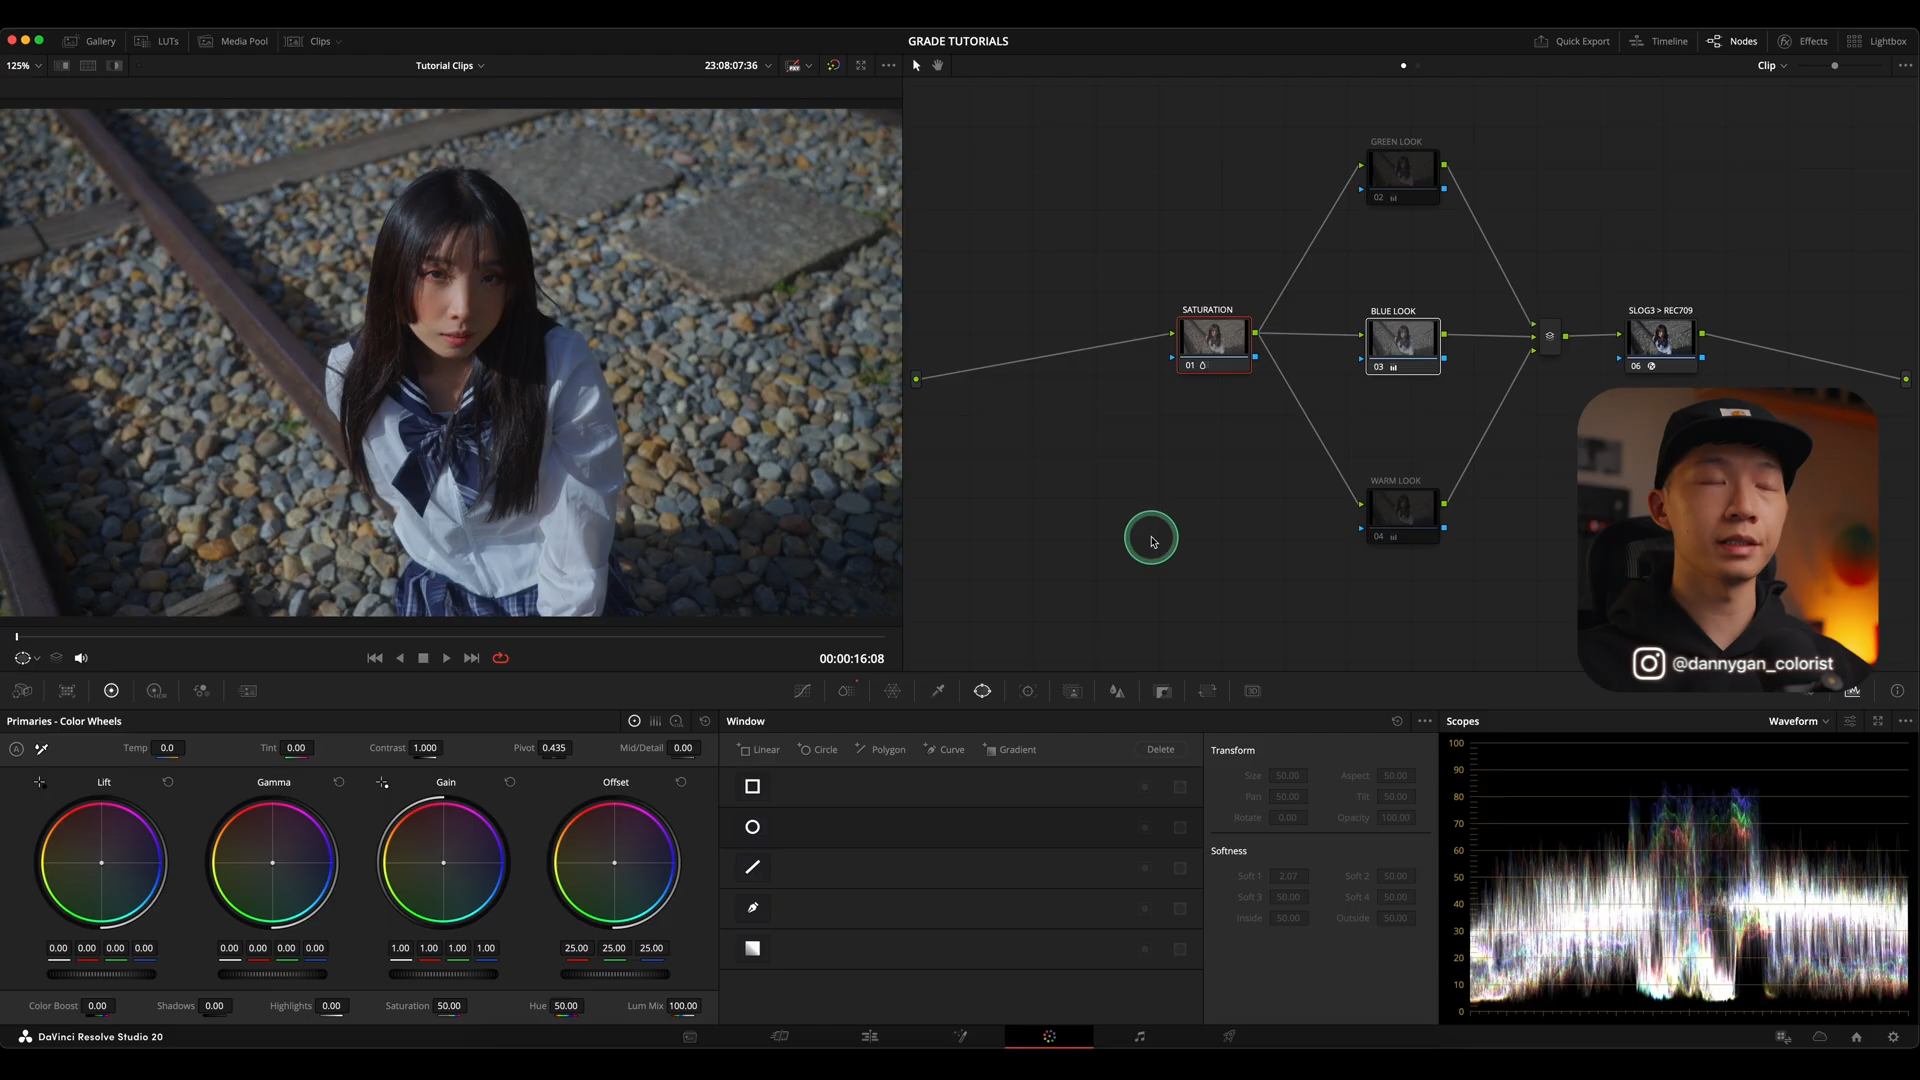 Gallery LUTs Media Pool Clips GRADE TUTORIALS Quick Export Timeline Nodes Effects Lightbox
125% Tutorial Clips 23:08:07:36 Clip
GREEN LOOK
02
SATURATION
01
BLUE LOOK
03
SLOG3 > REC709
06
WARM LOOK
04
@dannygan_colorist
00:00:16:08
Primaries - Color Wheels
Temp 0.0 Tint 0.00 Contrast 1.000 Pivot 0.435 Mid/Detail 0.00
Lift Gamma Gain Offset
0.00 0.00 0.00 0.00 0.00 0.00 0.00 0.00 1.00 1.00 1.00 1.00 25.00 25.00 25.00
Color Boost 0.00 Shadows 0.00 Highlights 0.00 Saturation 50.00 Hue 50.00 Lum Mix 100.00
Window
Linear Circle Polygon Curve Gradient Delete
Transform
Size 50.00 Aspect 50.00
Pan 50.00 Tilt 50.00
Rotate 0.00 Opacity 100.00
Softness
Soft 1 2.07 Soft 2 50.00
Soft 3 50.00 Soft 4 50.00
Inside 50.00 Outside 50.00
Scopes Waveform
100
90
80
70
60
50
40
30
20
10
0
DaVinci Resolve Studio 20